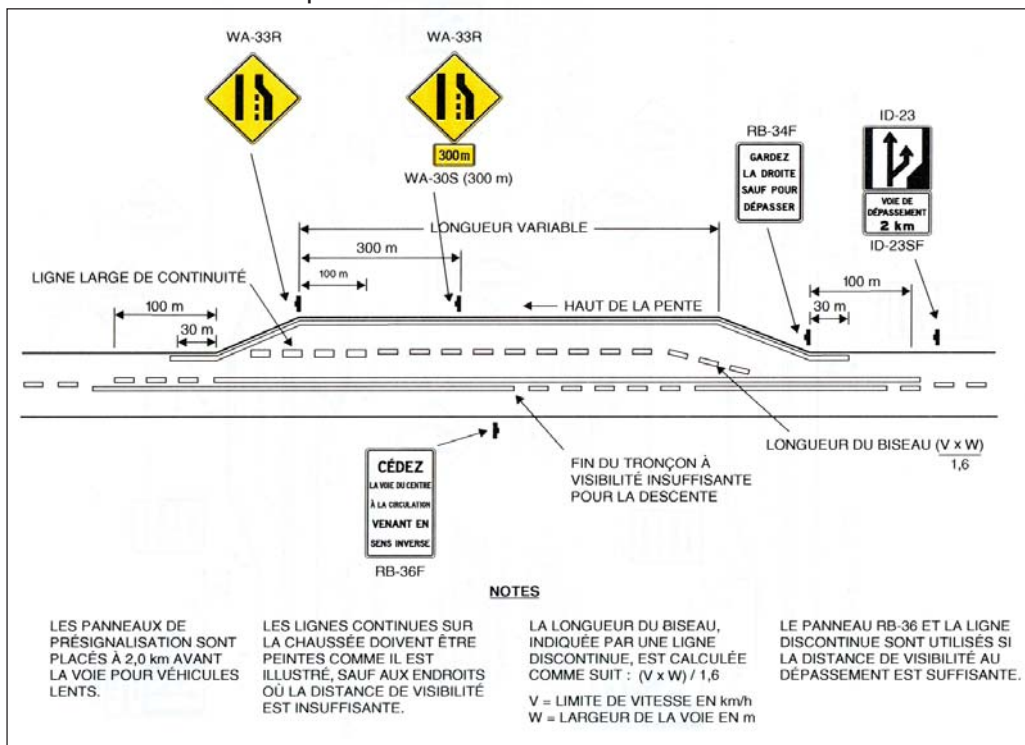 WA-33R
WA-33R
300m
WA-30S (300 m)
RB-34F
GARDEZ
LA DROITE
SAUF POUR
DÉPASSER
ID-23
VOIE DE
DÉPASSEMENT
2 km
ID-23SF
LONGUEUR VARIABLE
300 m
100 m
LIGNE LARGE DE CONTINUITÉ
HAUT DE LA PENTE
100 m
30 m
100 m
30 m
LONGUEUR DU BISEAU (V x W)
1,6
FIN DU TRONÇON À
VISIBILITÉ INSUFFISANTE
POUR LA DESCENTE
CÉDEZ
LA VOIE DU CENTRE
À LA CIRCULATION
VENANT EN
SENS INVERSE
RB-36F
NOTES
LES PANNEAUX DE
PRÉSIGNALISATION SONT
PLACÉS À 2,0 km AVANT
LA VOIE POUR VÉHICULES
LENTS.
LES LIGNES CONTINUES SUR
LA CHAUSSÉE DOIVENT ÊTRE
PEINTES COMME IL EST
ILLUSTRÉ, SAUF AUX ENDROITS
OÙ LA DISTANCE DE VISIBILITÉ
EST INSUFFISANTE.
LA LONGUEUR DU BISEAU,
INDIQUÉE PAR UNE LIGNE
DISCONTINUE, EST CALCULÉE
COMME SUIT : (V x W) / 1,6
V = LIMITE DE VITESSE EN km/h
W = LARGEUR DE LA VOIE EN m
LE PANNEAU RB-36 ET LA LIGNE
DISCONTINUE SONT UTILISÉS SI
LA DISTANCE DE VISIBILITÉ AU
DÉPASSEMENT EST SUFFISANTE.